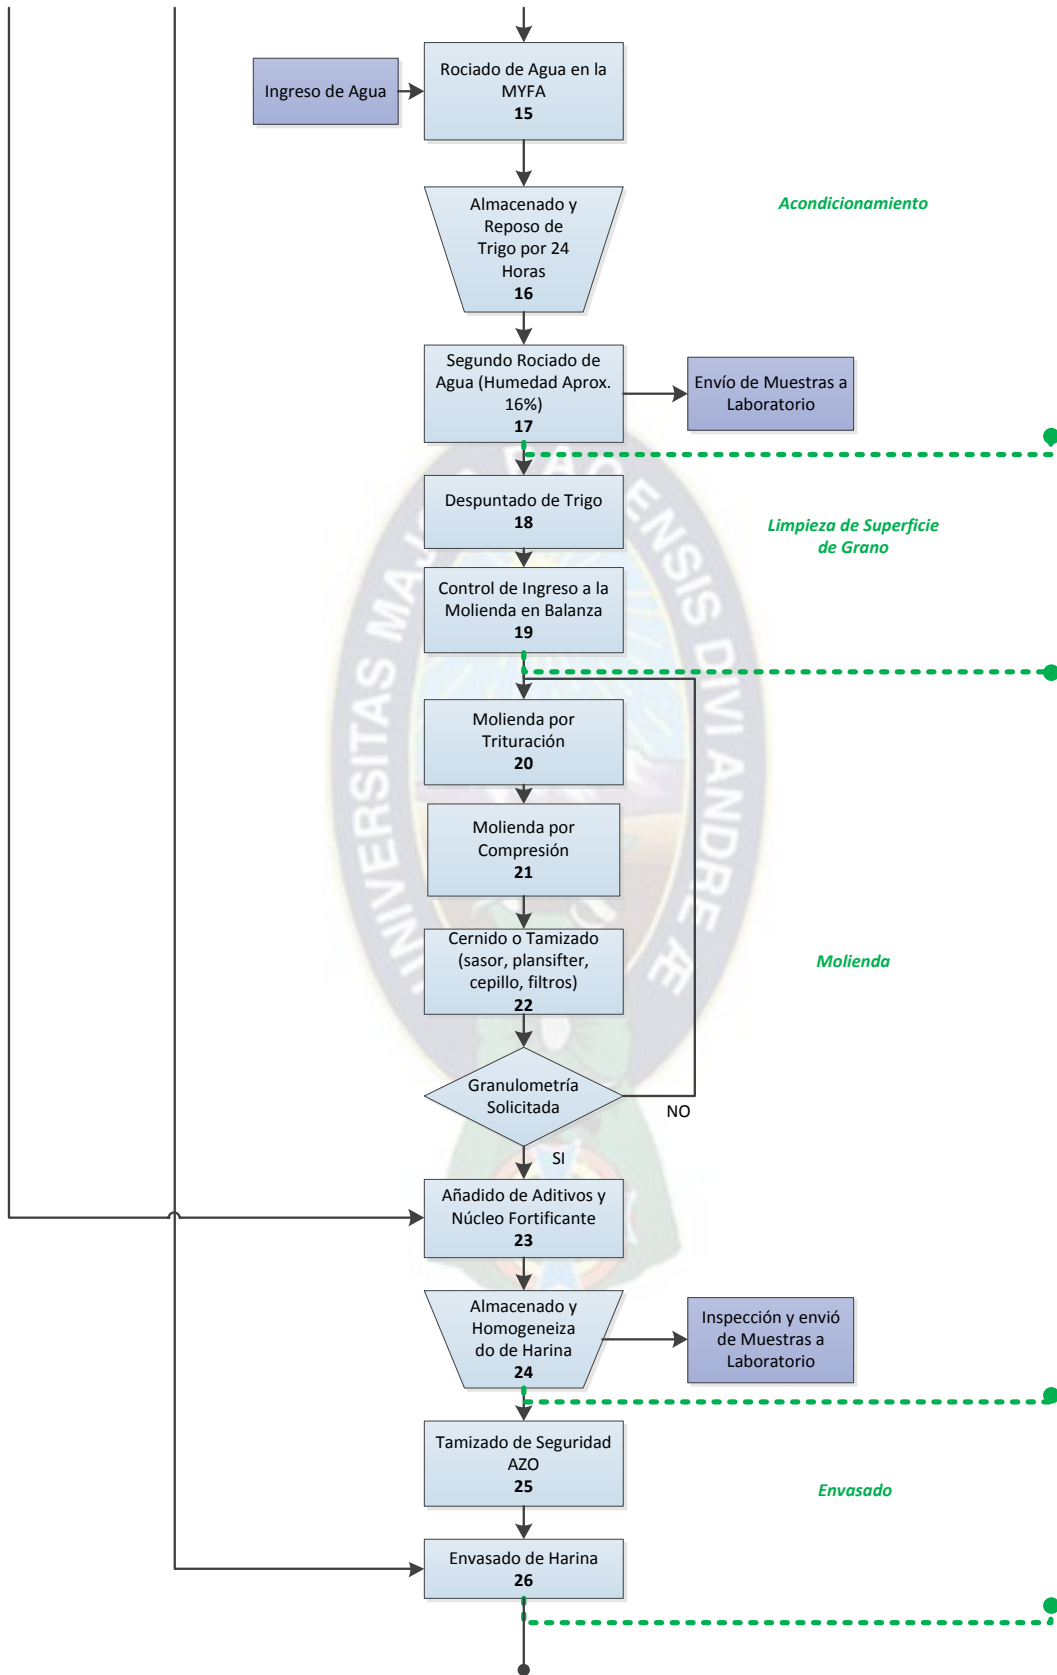 Rociado de Agua en la
MYFA
15
Ingreso de Agua
Almacenado y
Reposo de
Trigo por 24
Horas
16
Acondicionamiento
Segundo Rociado de
Agua (Humedad Aprox.
16%)
17
Envío de Muestras a
Laboratorio
Despuntado de Trigo
18
Limpieza de Superficie
de Grano
Control de Ingreso a la
Molienda en Balanza
19
Molienda por
Trituración
20
Molienda por
Compresión
21
Cernido o Tamizado
(sasor, plansifter,
cepillo, filtros)
22
Molienda
Granulometría
Solicitada
NO
SI
Añadido de Aditivos y
Núcleo Fortificante
23
Almacenado y
Homogeneiza
do de Harina
24
Inspección y envió
de Muestras a
Laboratorio
Tamizado de Seguridad
AZO
25
Envasado
Envasado de Harina
26
UNIVERSITAS MAJOR PACENSIS DIVI ANDRE Æ